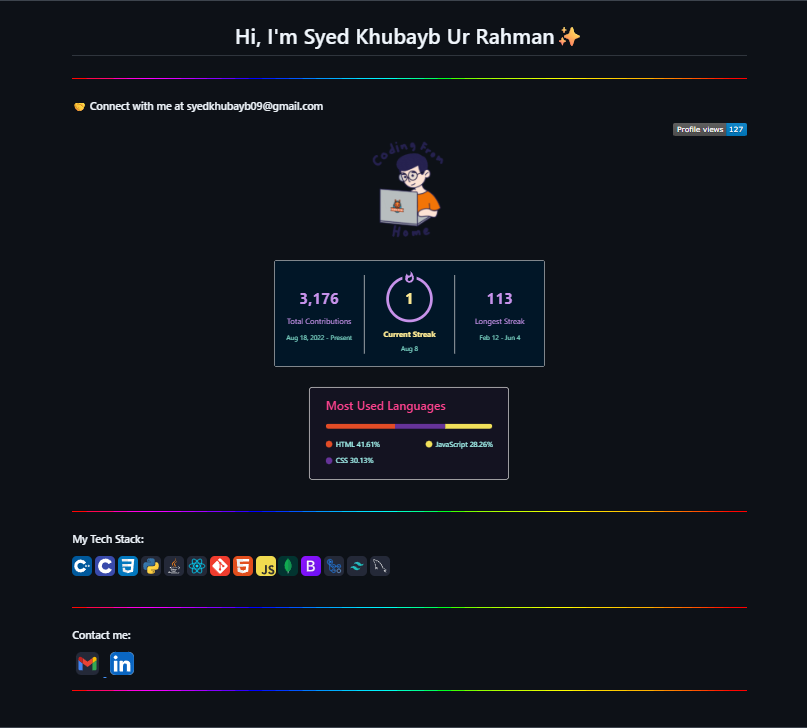 Hi, I'm Syed Khubayb Ur Rahman✨
🤝 Connect with me at syedkhubayb09@gmail.com
Profile views 127
Coding From
Home
3,176
Total Contributions
Aug 18, 2022 - Present
1
Current Streak
Aug 8
113
Longest Streak
Feb 12 - Jun 4
Most Used Languages
HTML 41.61%
JavaScript 28.26%
CSS 30.13%
My Tech Stack:
C++ C 3 5 JS B
Contact me:
in